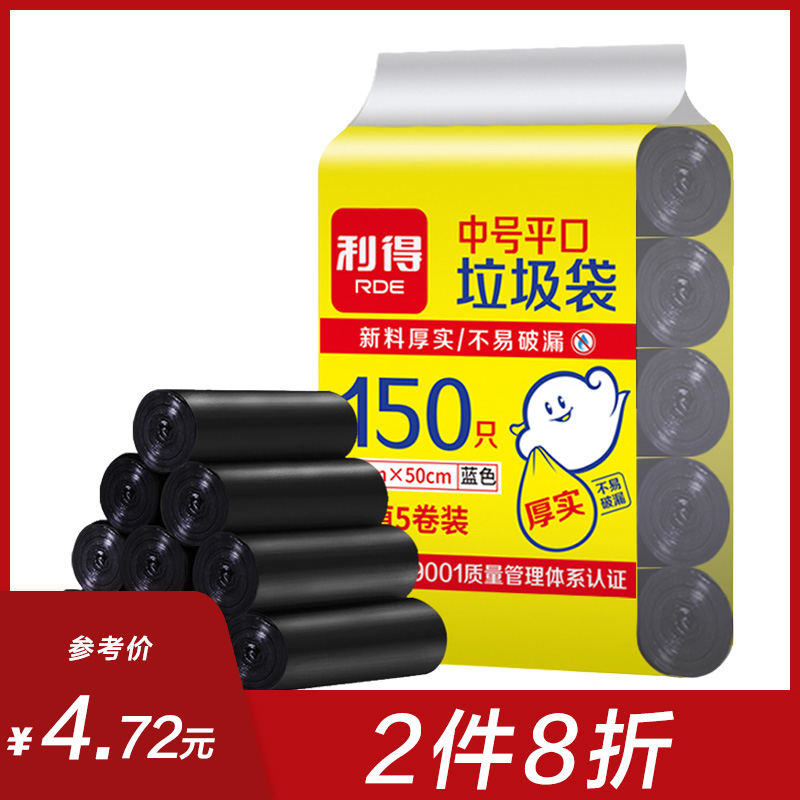 利得
RDE
中号平口
垃圾袋
新料厚实/不易破漏
150只
×50cm 蓝色
5卷装
厚实
不易
破漏
9001质量管理体系认证
参考价
¥4.72元
2件8折